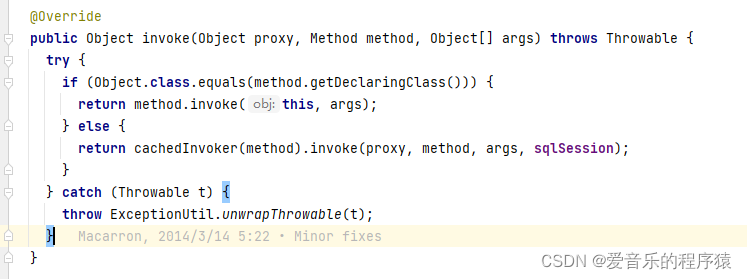 @Override
public Object invoke(Object proxy, Method method, Object[] args) throws Throwable {
try {
if (Object.class.equals(method.getDeclaringClass())) {
return method.invoke( obj: this, args);
} else {
return cachedInvoker(method).invoke(proxy, method, args, sqlSession);
}
} catch (Throwable t) {
throw ExceptionUtil.unwrapThrowable(t);
} Macarron, 2014/3/14 5:22 • Minor fixes
}
CSDN @爱音乐的程序猿